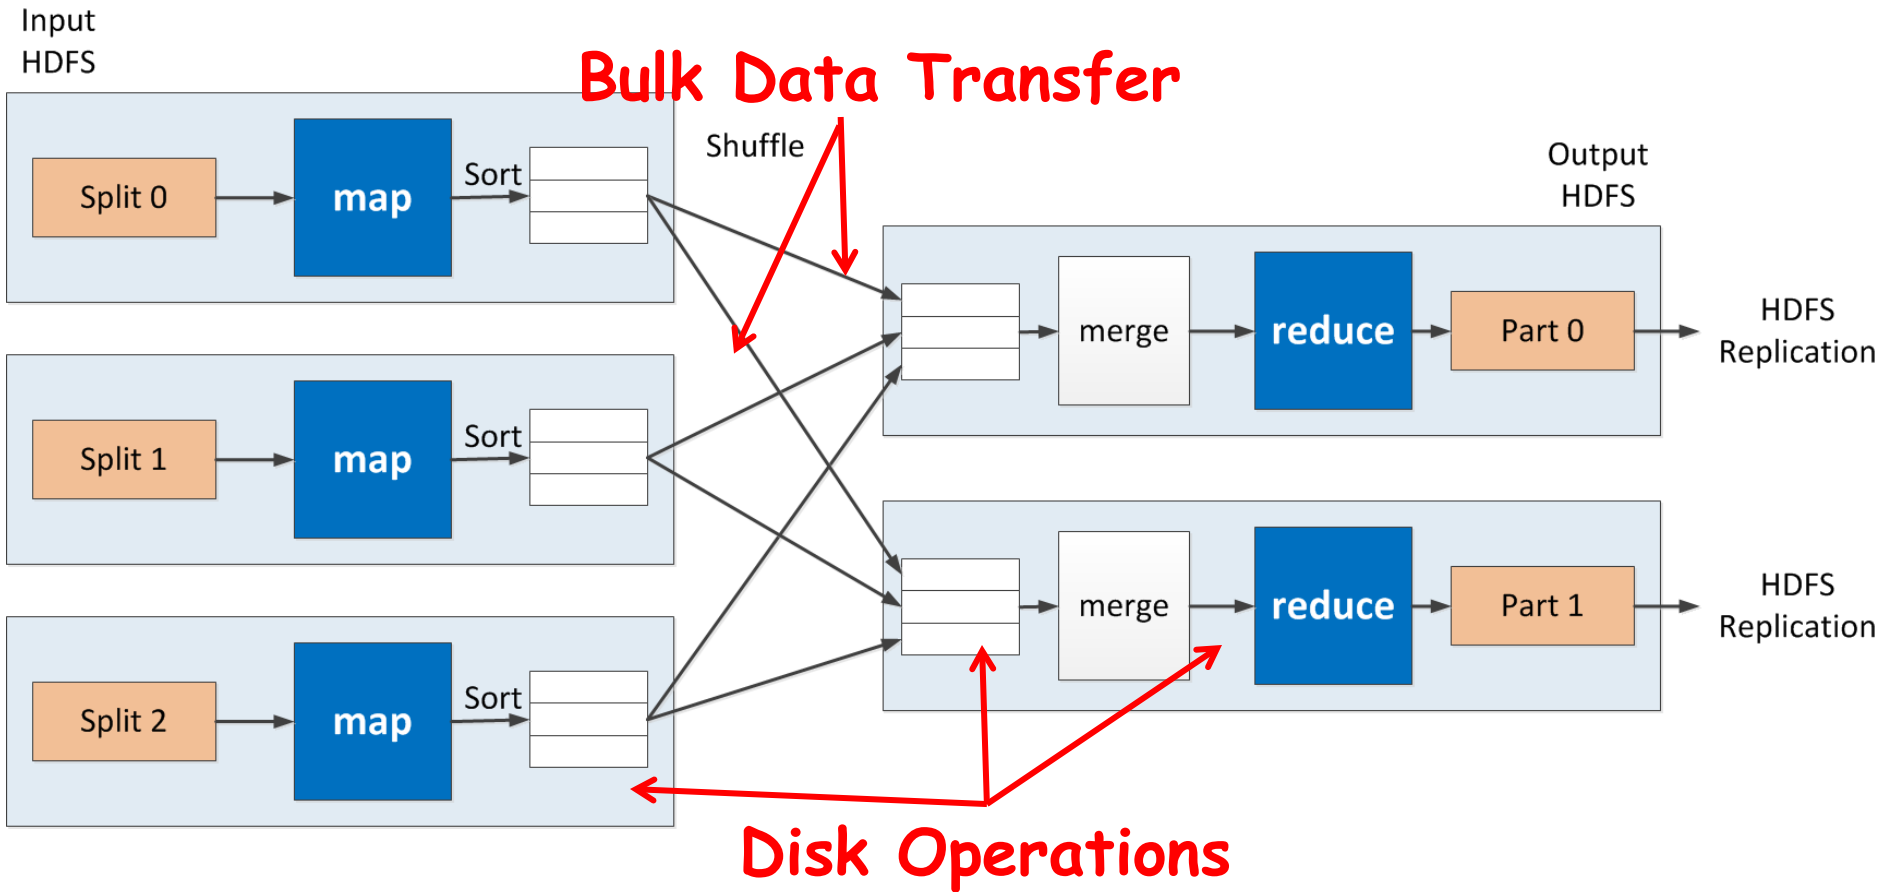 Input
HDFS
Bulk Data Transfer
Shuffle
Split 0
map
Sort
Output
HDFS
merge
reduce
Part 0
HDFS
Replication
Split 1
map
Sort
merge
reduce
Part 1
HDFS
Replication
Split 2
map
Sort
Disk Operations